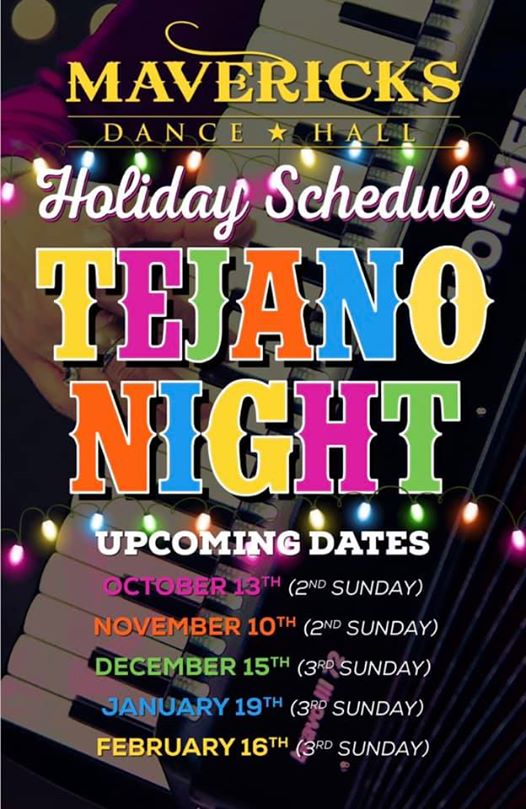 MAVERICKS
DANCE ★ HALL
Holiday Schedule
TEJANO
NIGHT
UPCOMING DATES
OCTOBER 13TH (2ND SUNDAY)
NOVEMBER 10TH (2ND SUNDAY)
DECEMBER 15TH (3RD SUNDAY)
JANUARY 19TH (3RD SUNDAY)
FEBRUARY 16TH (3RD SUNDAY)